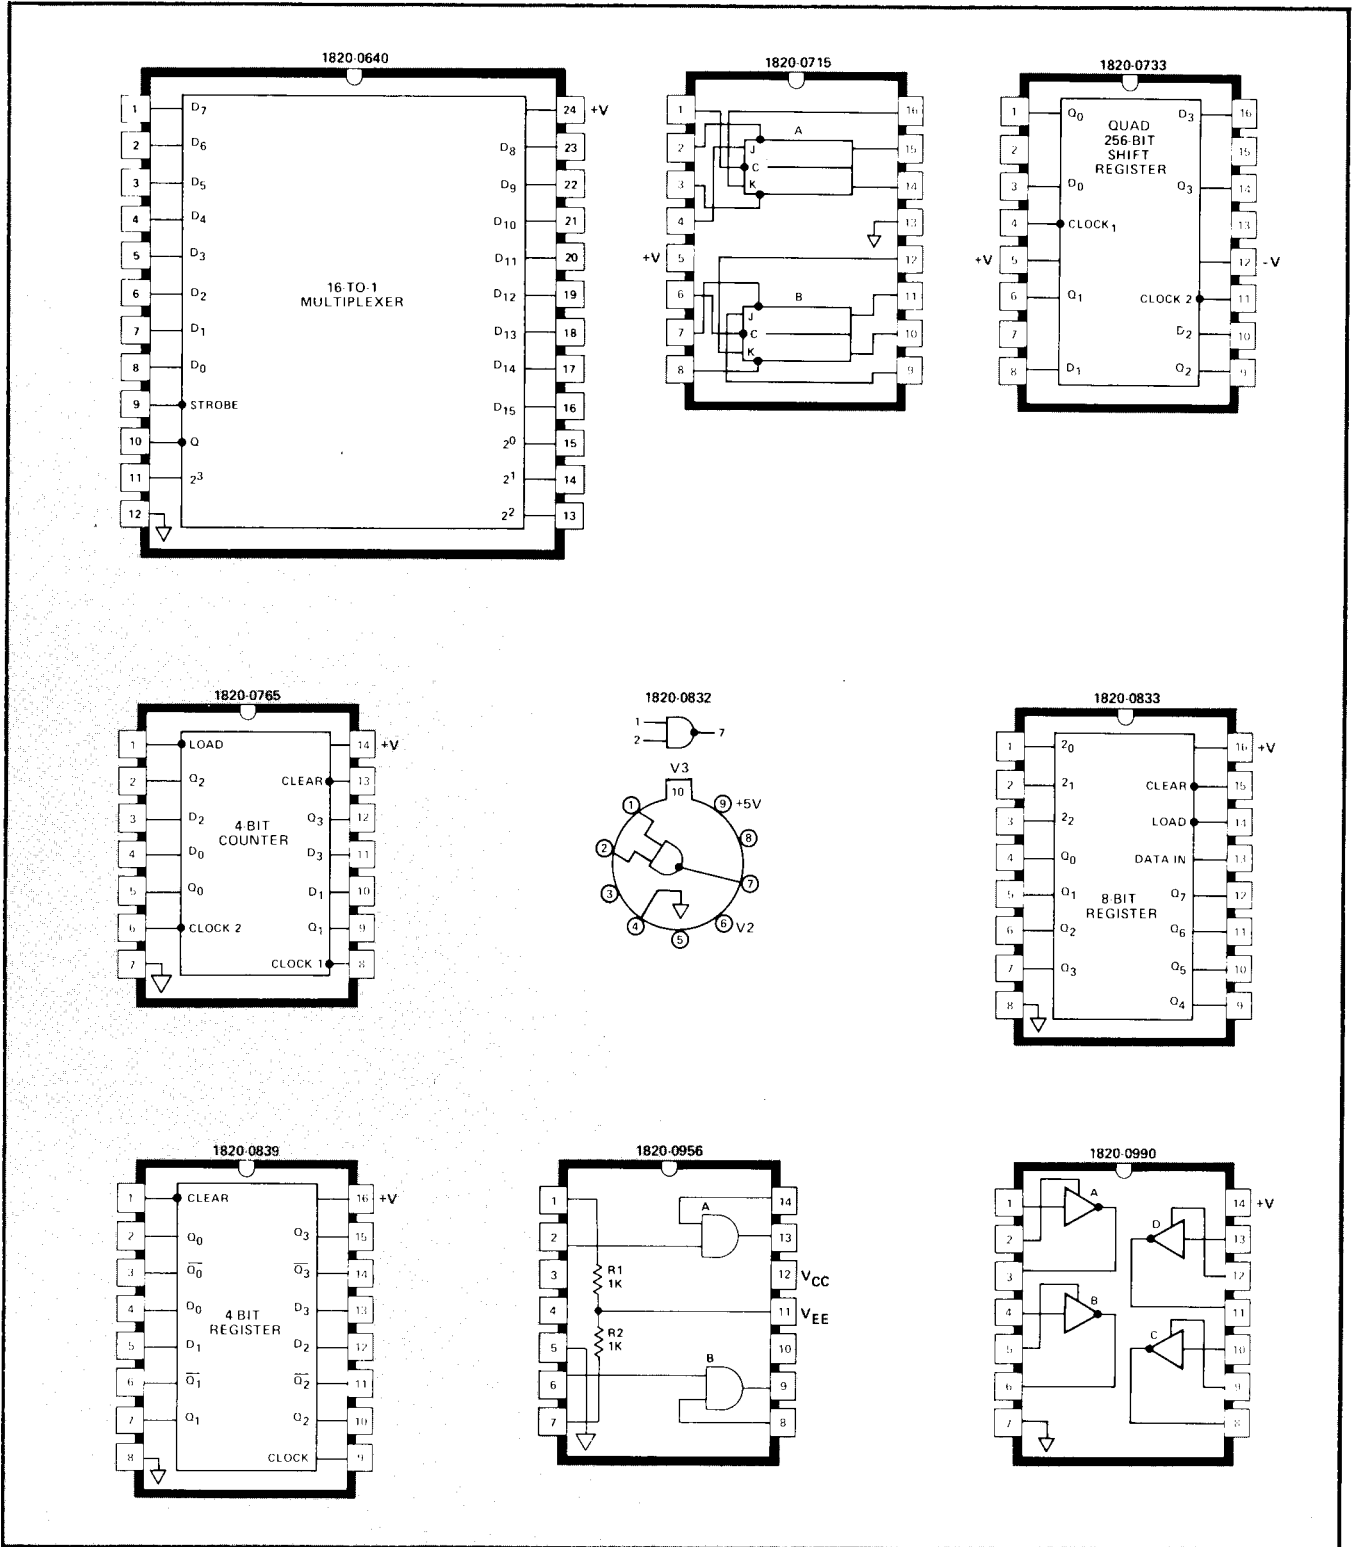 1820-0640
1 D7
2 D6
3 D5
4 D4
5 D3
6 D2
7 D1
8 D0
9 STROBE
10 Q
11 2³
12
16-TO-1
MULTIPLEXER
24 +V
D8 23
D9 22
D10 21
D11 20
D12 19
D13 18
D14 17
D15 16
2⁰ 15
2¹ 14
2² 13
1820-0715
1
2
3
4
+V 5
6
7
8
A
J
C
K
B
J
C
K
16
15
14
13
12
11
10
9
1820-0733
1 Q0
2
3 D0
4 CLOCK1
+V 5
6 Q1
7
8 D1
QUAD
256-BIT
SHIFT
REGISTER
D3 16
15
Q3 14
13
12 -V
CLOCK 2 11
D2 10
Q2 9
1820-0765
1 LOAD
2 Q2
3 D2
4 D0
5 Q0
6 CLOCK 2
7
4-BIT
COUNTER
14 +V
CLEAR 13
Q3 12
D3 11
D1 10
Q1 9
CLOCK 1 8
1820-0832
1
2
7
V3
10
1
2
3
4
5
6 V2
7
8
9 +5V
1820-0833
1 20
2 21
3 22
4 Q0
5 Q1
6 Q2
7 Q3
8
8-BIT
REGISTER
16 +V
CLEAR 15
LOAD 14
DATA IN 13
Q7 12
Q6 11
Q5 10
Q4 9
1820-0839
1 CLEAR
2 Q0
3 Q̅0
4 D0
5 D1
6 Q̅1
7 Q1
8
4 BIT
REGISTER
16 +V
Q3 15
Q̅3 14
D3 13
D2 12
Q̅2 11
Q2 10
CLOCK 9
1820-0956
1
2
3
4
5
6
7
R1
1K
R2
1K
A
B
14
13
12 VCC
11 VEE
10
9
8
1820-0990
1
2
3
4
5
6
7
A
B
D
C
14 +V
13
12
11
10
9
8